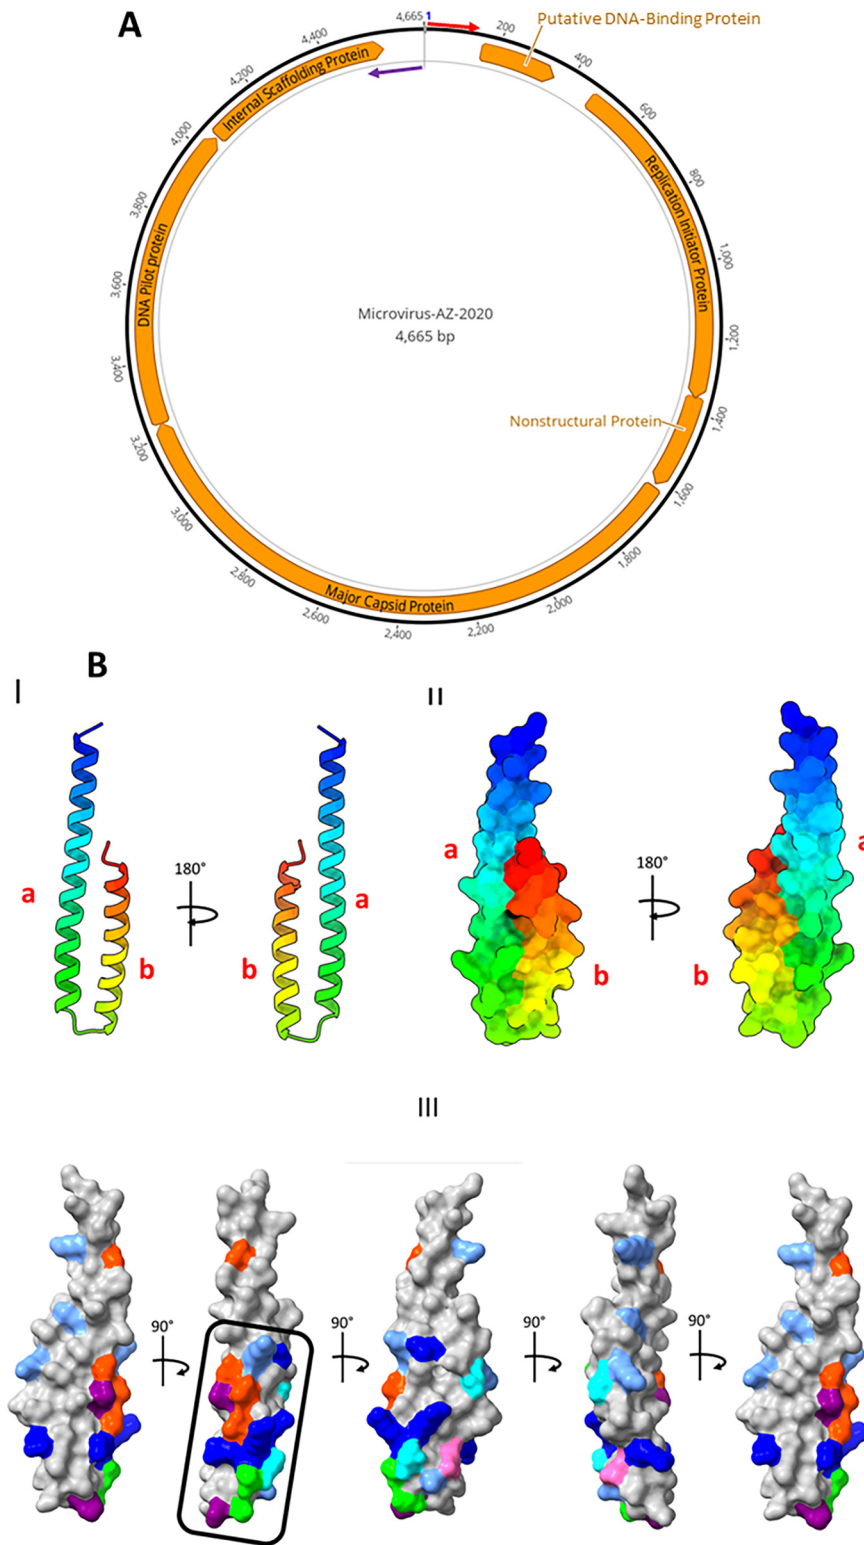 A
4,665
1
200
Putative DNA-Binding Protein
400
600
800
1,000
1,200
1,400
1,600
1,800
2,000
2,200
2,400
2,600
2,800
3,000
3,200
3,400
3,600
3,800
4,000
4,200
4,400
Internal Scaffolding Protein
Replication Initiator Protein
DNA Pilot protein
Microvirus-AZ-2020
4,665 bp
Nonstructural Protein
Major Capsid Protein
B
I
II
a
b
180°
a
b
a
b
180°
a
b
III
90°
90°
90°
90°